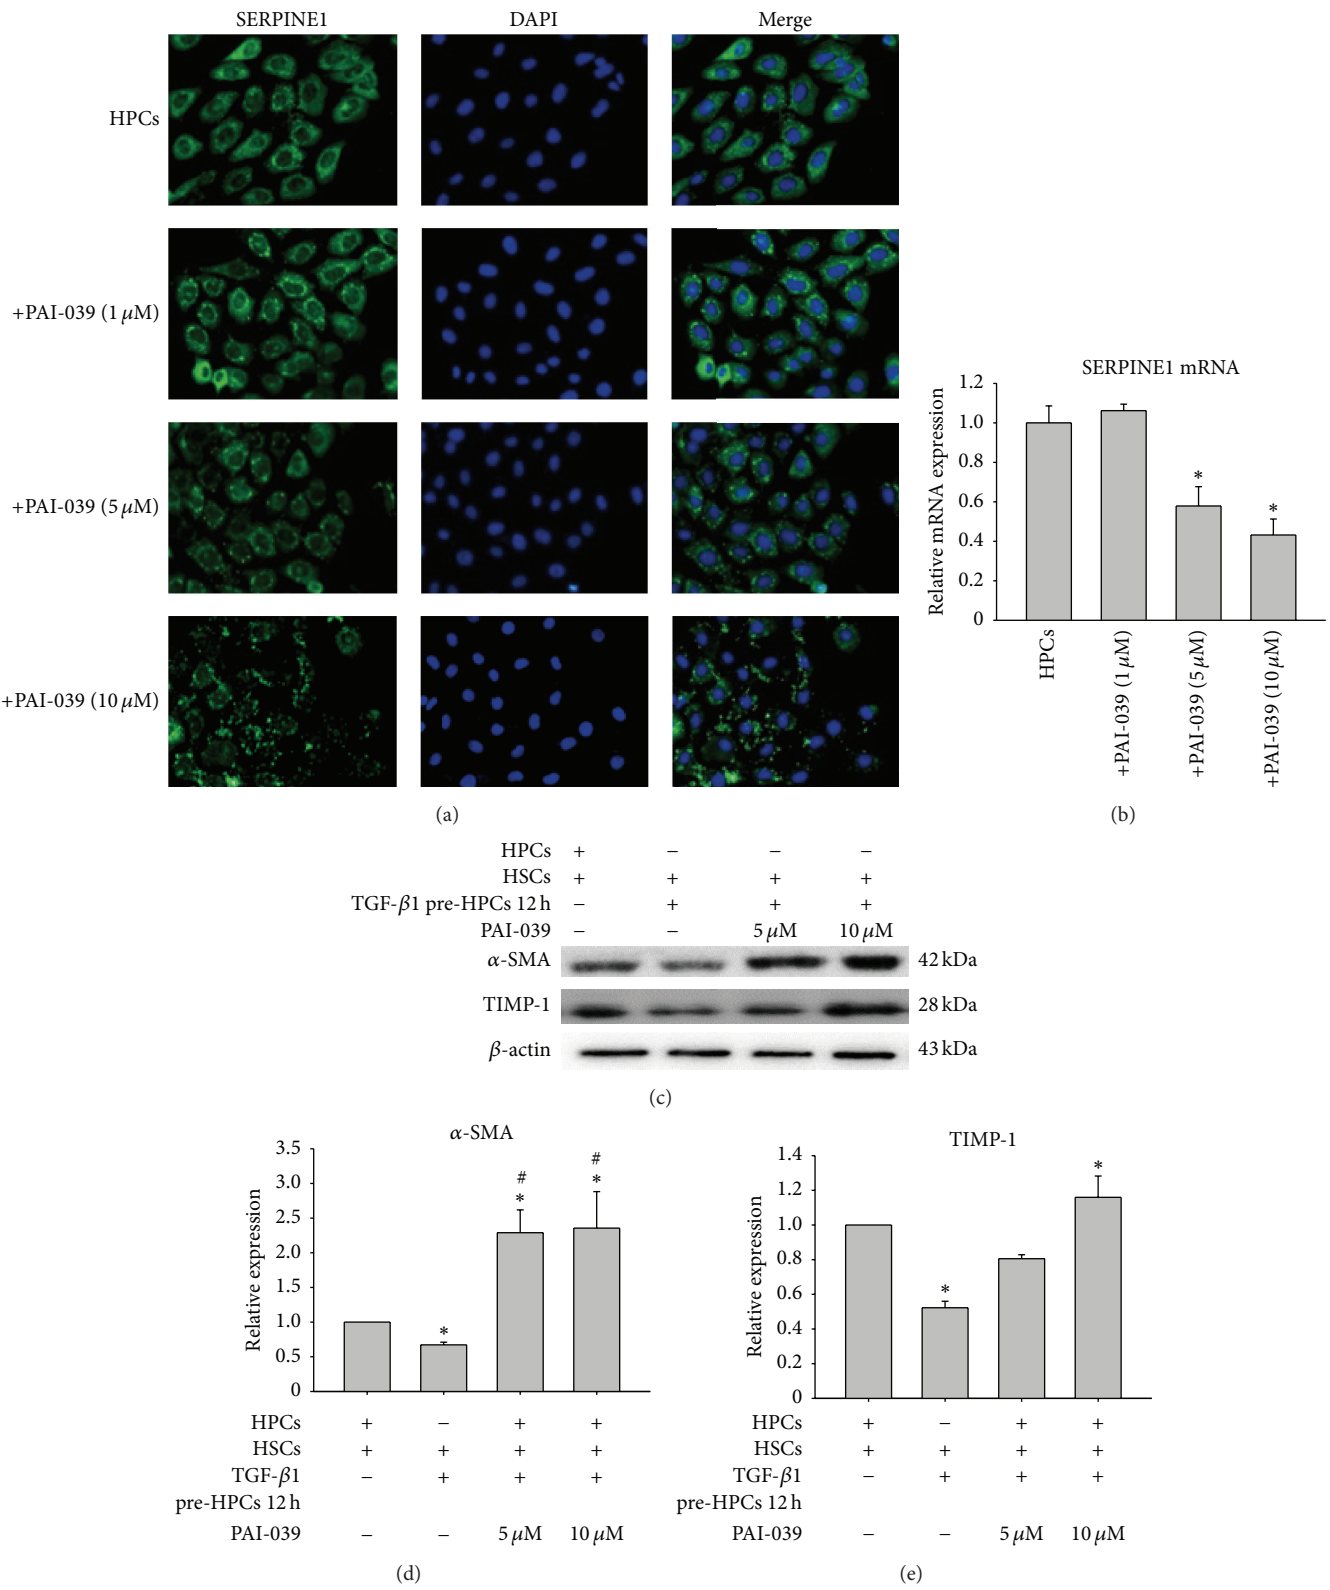 SERPINE1 DAPI Merge
HPCs
+PAI-039 (1 μM)
+PAI-039 (5 μM)
+PAI-039 (10 μM)
(a)
SERPINE1 mRNA
Relative mRNA expression
1.2
1.0
0.8
0.6
0.4
0.2
0
* *
HPCs
+PAI-039 (1 μM)
+PAI-039 (5 μM)
+PAI-039 (10 μM)
(b)
HPCs + − − −
HSCs + + + +
TGF-β1 pre-HPCs 12 h − + + +
PAI-039 − − 5 μM 10 μM
α-SMA 42 kDa
TIMP-1 28 kDa
β-actin 43 kDa
(c)
α-SMA
Relative expression
3.5
3.0
2.5
2.0
1.5
1.0
0.5
0
# #
* * *
HPCs + − + +
HSCs + + + +
TGF-β1 − + + +
pre-HPCs 12 h
PAI-039 − − 5 μM 10 μM
(d)
TIMP-1
Relative expression
1.4
1.2
1.0
0.8
0.6
0.4
0.2
0
* *
HPCs + − + +
HSCs + + + +
TGF-β1 − + + +
pre-HPCs 12 h
PAI-039 − − 5 μM 10 μM
(e)